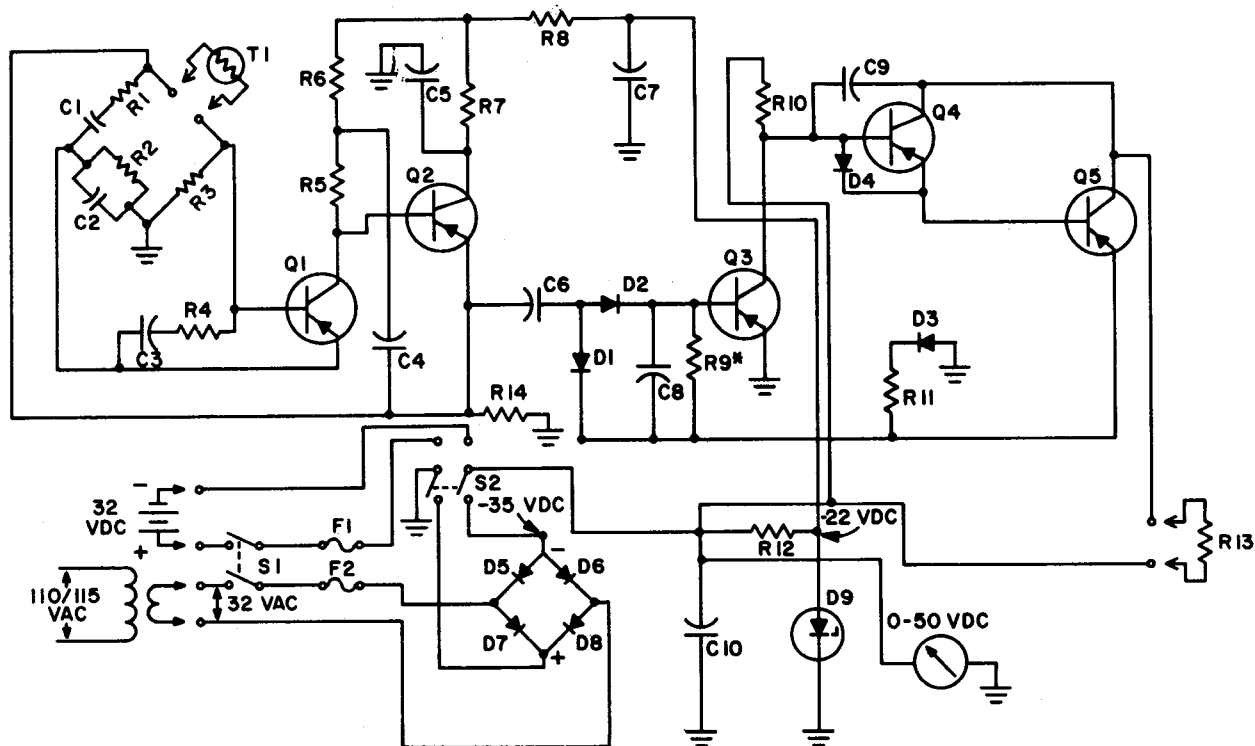 T1
C1
R1
R2
C2
R3
R6
C5
R7
R8
C7
R5
Q2
Q1
R4
C3
C4
C6
D2
D1
C8
R9*
Q3
R10
C9
Q4
D4
Q5
D3
R11
R14
S2
-35 VDC
-
32
VDC
+
S1
F1
F2
110/115
VAC
32 VAC
D5
-
D6
D7
+
D8
R12
-22 VDC
C10
D9
0-50 VDC
R13